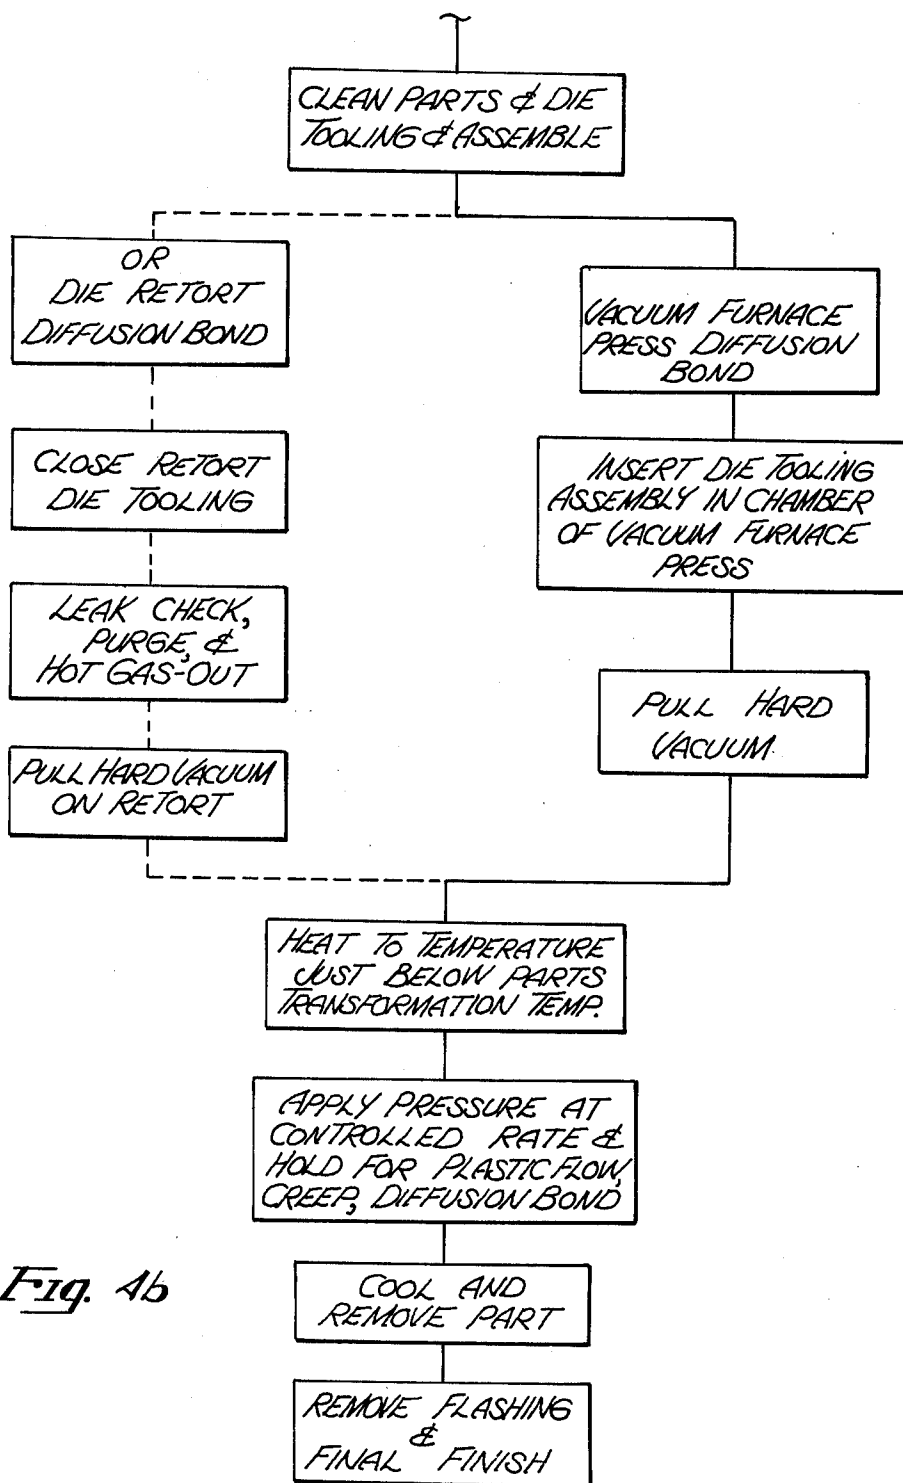 CLEAN PARTS & DIE
TOOLING & ASSEMBLE
OR
DIE RETORT
DIFFUSION BOND
CLOSE RETORT
DIE TOOLING
LEAK CHECK,
PURGE, &
HOT GAS-OUT
PULL HARD VACUUM
ON RETORT
VACUUM FURNACE
PRESS DIFFUSION
BOND
INSERT DIE TOOLING
ASSEMBLY IN CHAMBER
OF VACUUM FURNACE
PRESS
PULL HARD
VACUUM
HEAT TO TEMPERATURE
JUST BELOW PARTS
TRANSFORMATION TEMP.
APPLY PRESSURE AT
CONTROLLED RATE &
HOLD FOR PLASTIC FLOW,
CREEP, DIFFUSION BOND
COOL AND
REMOVE PART
REMOVE FLASHING
&
FINAL FINISH
Fig. 4b